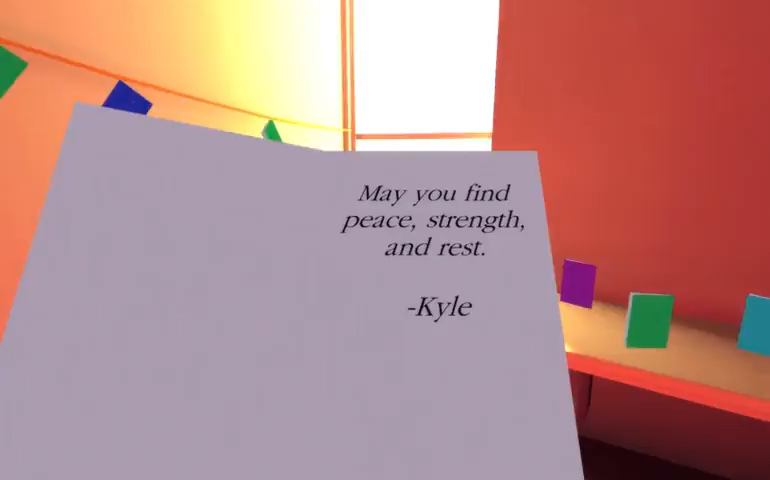 May you find
peace, strength,
and rest.
-Kyle